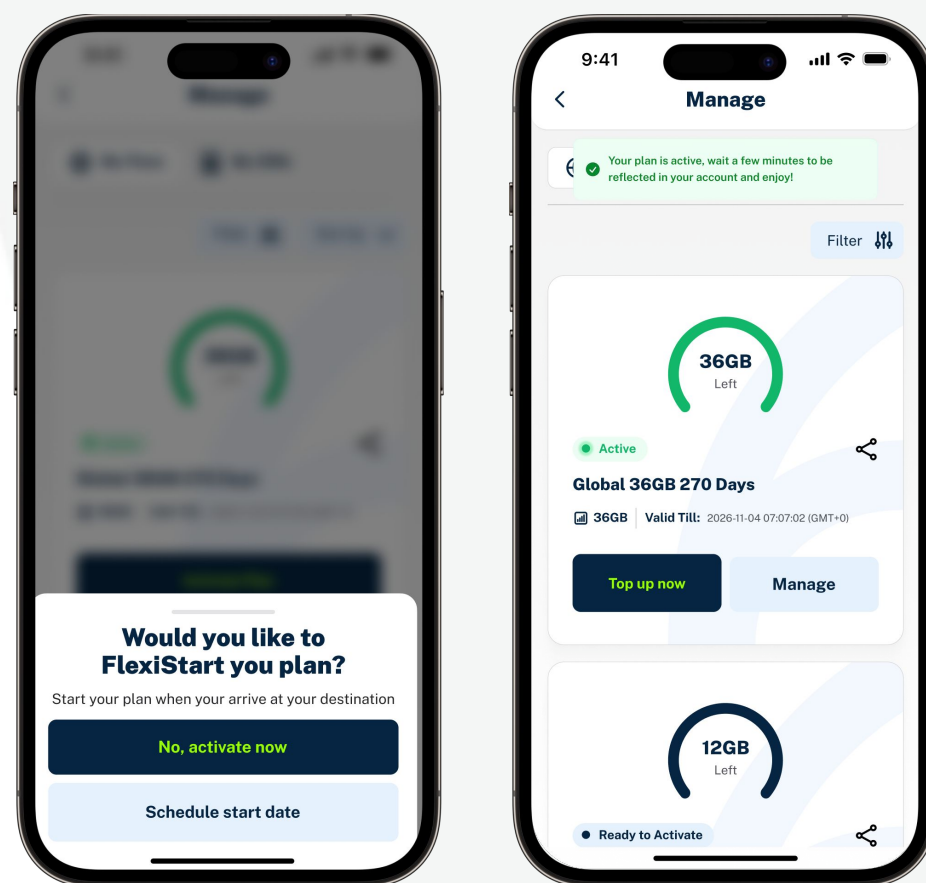 Would you like to
FlexiStart you plan?
Start your plan when your arrive at your destination
No, activate now
Schedule start date
9:41
Manage
Your plan is active, wait a few minutes to be
reflected in your account and enjoy!
Filter
36GB
Left
Active
Global 36GB 270 Days
36GB Valid Till: 2026-11-04 07:07:02 (GMT+0)
Top up now Manage
12GB
Left
Ready to Activate